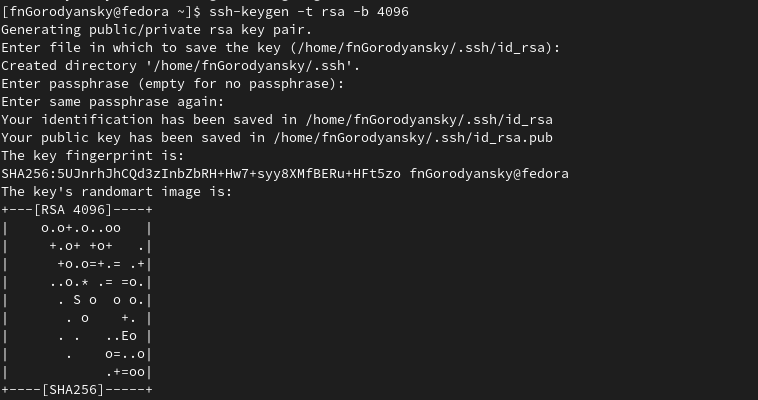 [fnGorodyansky@fedora ~]$ ssh-keygen -t rsa -b 4096
Generating public/private rsa key pair.
Enter file in which to save the key (/home/fnGorodyansky/.ssh/id_rsa):
Created directory '/home/fnGorodyansky/.ssh'.
Enter passphrase (empty for no passphrase):
Enter same passphrase again:
Your identification has been saved in /home/fnGorodyansky/.ssh/id_rsa
Your public key has been saved in /home/fnGorodyansky/.ssh/id_rsa.pub
The key fingerprint is:
SHA256:5UJnrhJhCQd3zInbZbRH+Hw7+syy8XMfBERu+HFt5zo fnGorodyansky@fedora
The key's randomart image is:
+---[RSA 4096]----+
|    o.o+.o..oo   |
|     +.o+ +o+   .|
|      +o.o=+.= .+|
|     ..o.* .= =o.|
|      . S o  o o.|
|       . o    +. |
|      . .   ..Eo |
|       .    o=..o|
|            .+=oo|
+----[SHA256]-----+